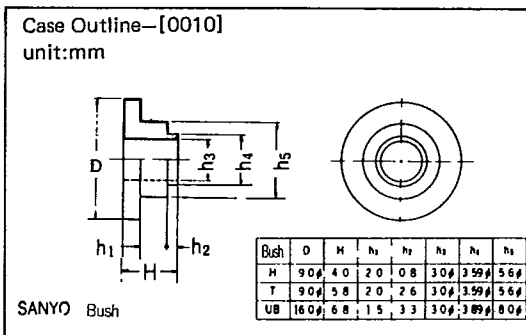 Case Outline—[0010]
unit:mm
D
h₃
h₄
h₅
h₁
H
h₂
Bush D H h₁ h₂ h₃ h₄ h₅
H 9.0φ 4.0 2.0 0.8 3.0φ 3.59φ 5.6φ
T 9.0φ 5.8 2.0 2.6 3.0φ 3.59φ 5.6φ
UB 16.0φ 6.8 1.5 3.3 3.0φ 3.89φ 8.0φ
SANYO Bush